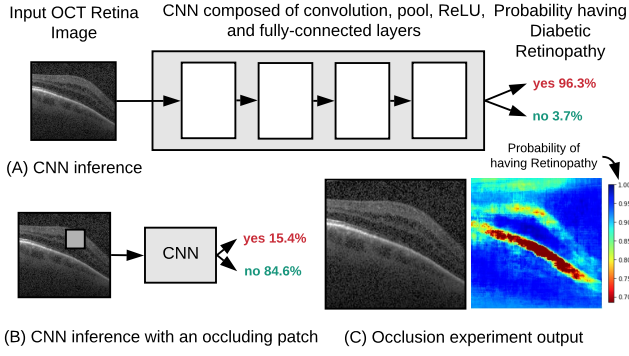 Input OCT Retina
Image
CNN composed of convolution, pool, ReLU,
and fully-connected layers
Probability having
Diabetic
Retinopathy
yes 96.3%
no 3.7%
(A) CNN inference
Probability of
having Retinopathy
CNN
yes 15.4%
no 84.6%
1.00
0.95
0.90
0.85
0.80
0.75
0.70
(B) CNN inference with an occluding patch
(C) Occlusion experiment output